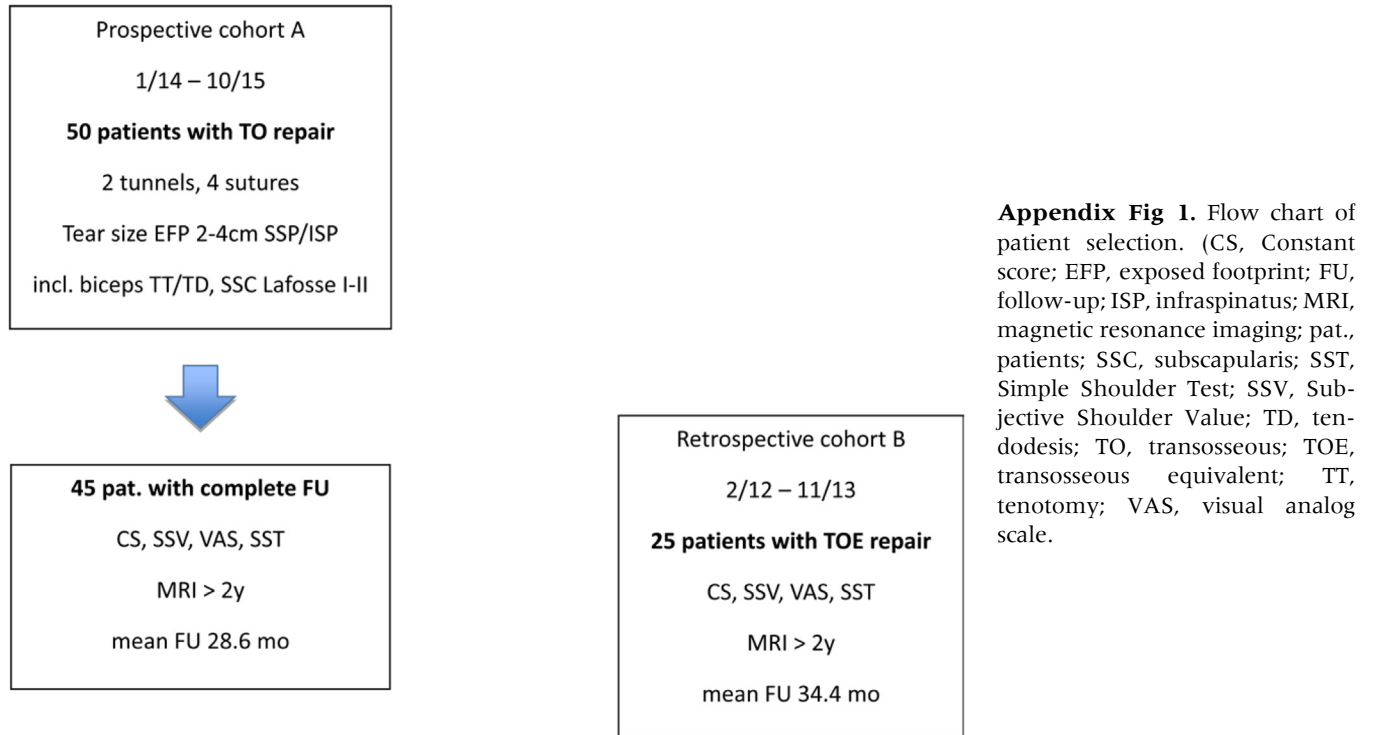 Prospective cohort A
1/14 – 10/15
50 patients with TO repair
2 tunnels, 4 sutures
Tear size EFP 2-4cm SSP/ISP
incl. biceps TT/TD, SSC Lafosse I-II
45 pat. with complete FU
CS, SSV, VAS, SST
MRI > 2y
mean FU 28.6 mo
Retrospective cohort B
2/12 – 11/13
25 patients with TOE repair
CS, SSV, VAS, SST
MRI > 2y
mean FU 34.4 mo
Appendix Fig 1. Flow chart of
patient selection. (CS, Constant
score; EFP, exposed footprint; FU,
follow-up; ISP, infraspinatus; MRI,
magnetic resonance imaging; pat.,
patients; SSC, subscapularis; SST,
Simple Shoulder Test; SSV, Sub-
jective Shoulder Value; TD, ten-
dodesis; TO, transosseous; TOE,
transosseous equivalent; TT,
tenotomy; VAS, visual analog
scale.